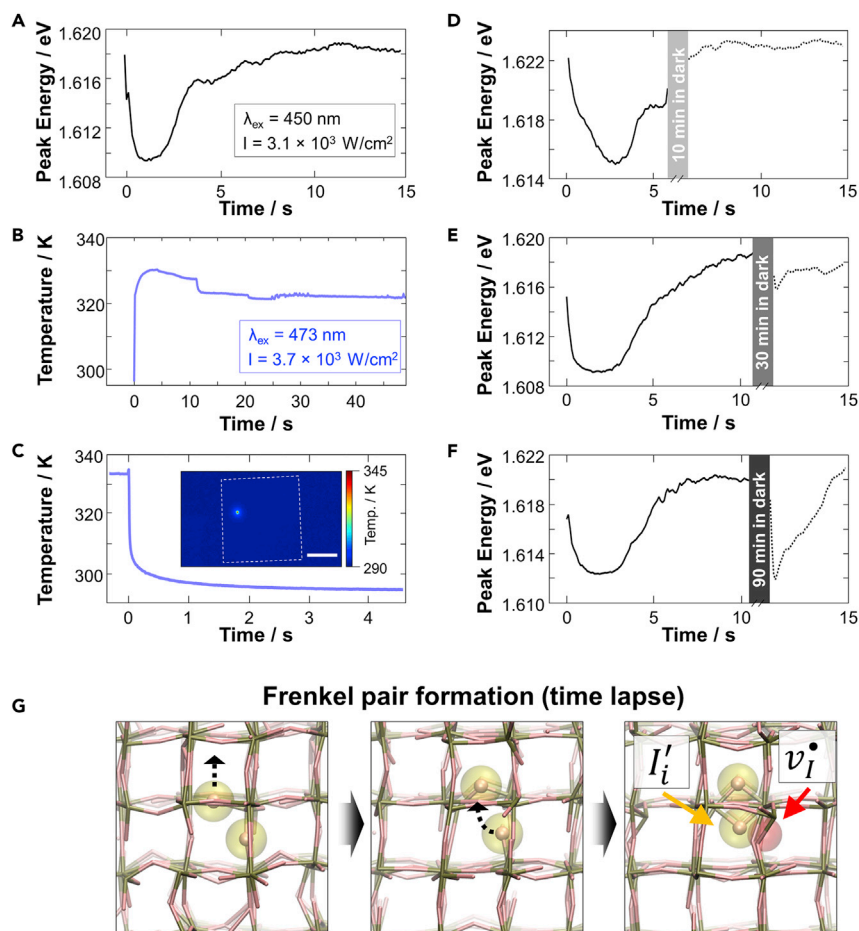 A
Peak Energy / eV
1.620
1.616
1.612
1.608
0
5
10
15
Time / s
λex = 450 nm
I = 3.1 × 10³ W/cm²
B
Temperature / K
340
320
300
0
10
20
30
40
Time / s
λex = 473 nm
I = 3.7 × 10³ W/cm²
C
Temperature / K
340
320
300
0
1
2
3
4
Time / s
345
Temp. / K
290
D
Peak Energy / eV
1.622
1.618
1.614
0
5
10
15
Time / s
10 min in dark
E
Peak Energy / eV
1.620
1.616
1.612
1.608
0
5
10
15
Time / s
30 min in dark
F
Peak Energy / eV
1.622
1.618
1.614
1.610
0
5
10
15
Time / s
90 min in dark
G
Frenkel pair formation (time lapse)
I′i
v•I